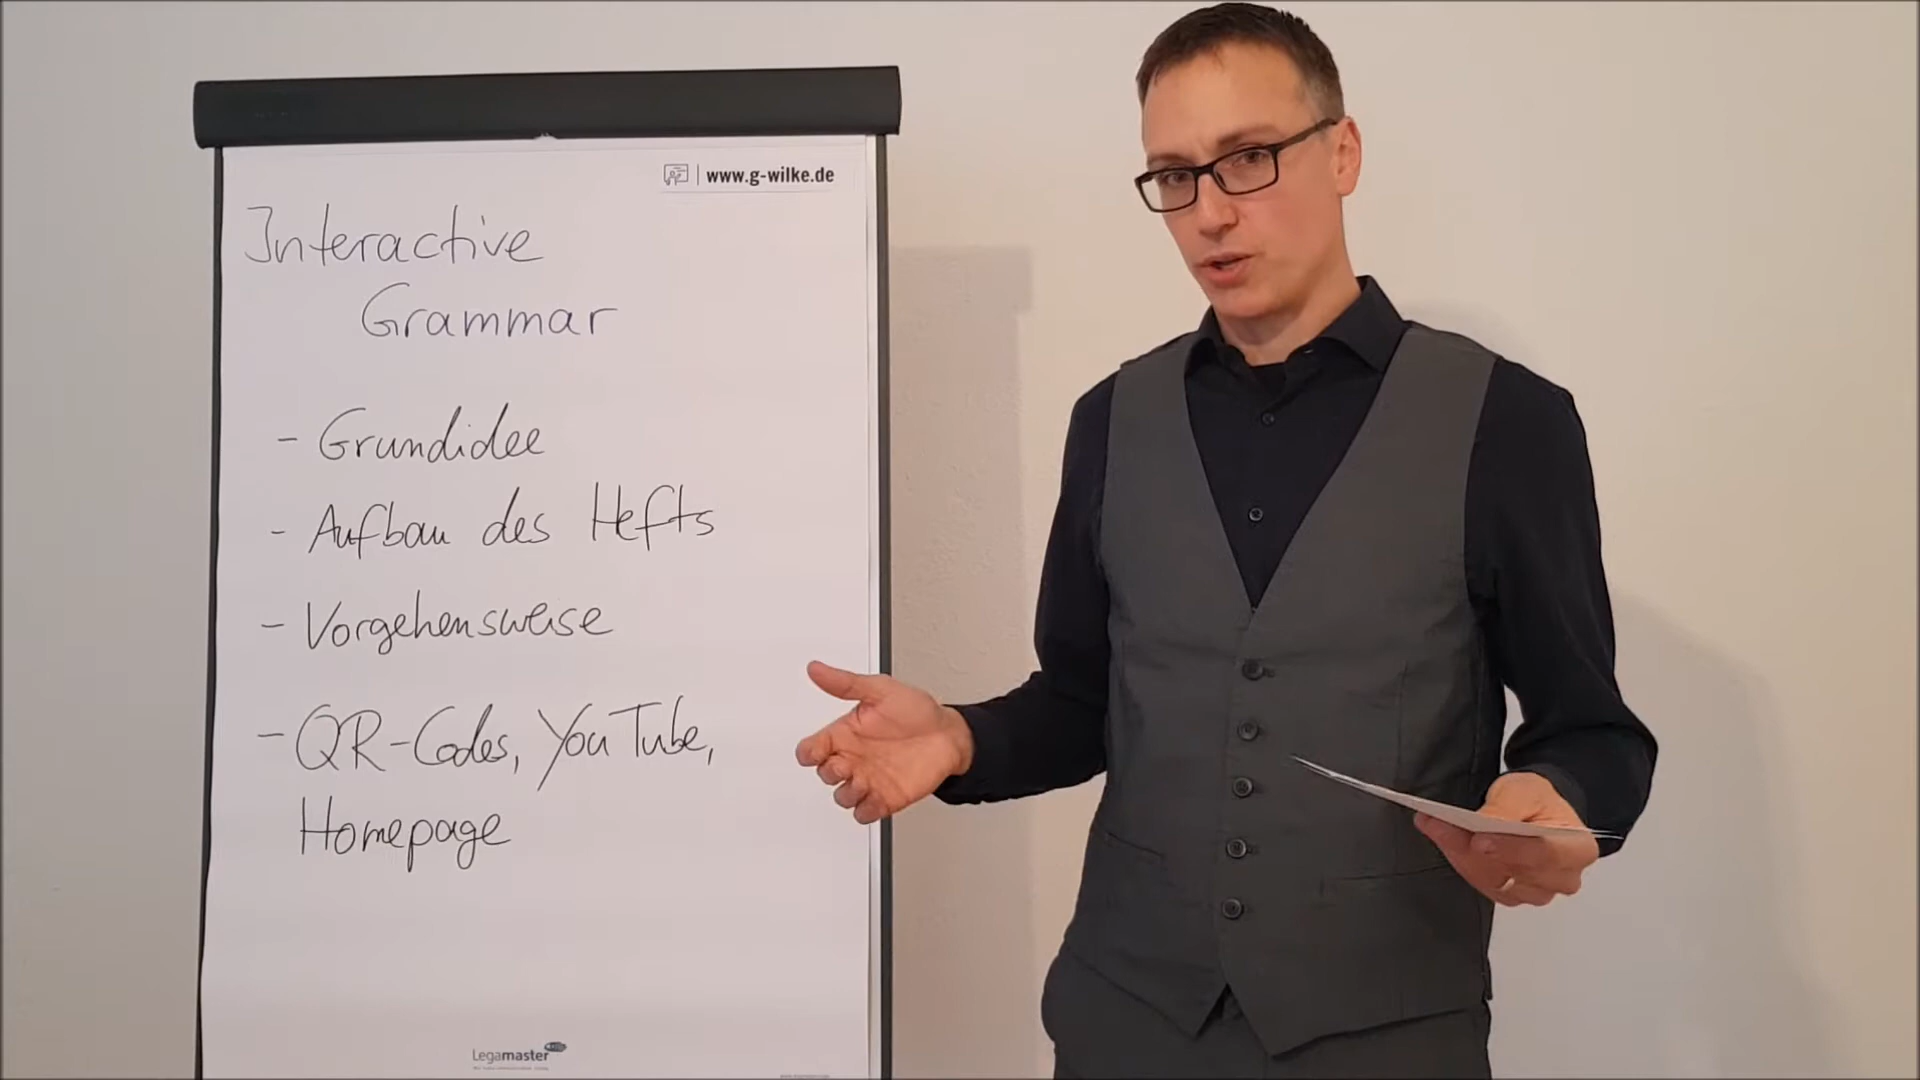 www.g-wilke.de
Interactive
Grammar
- Grundidee
- Aufbau des Hefts
- Vorgehensweise
- QR-Codes, YouTube,
Homepage
Legamaster